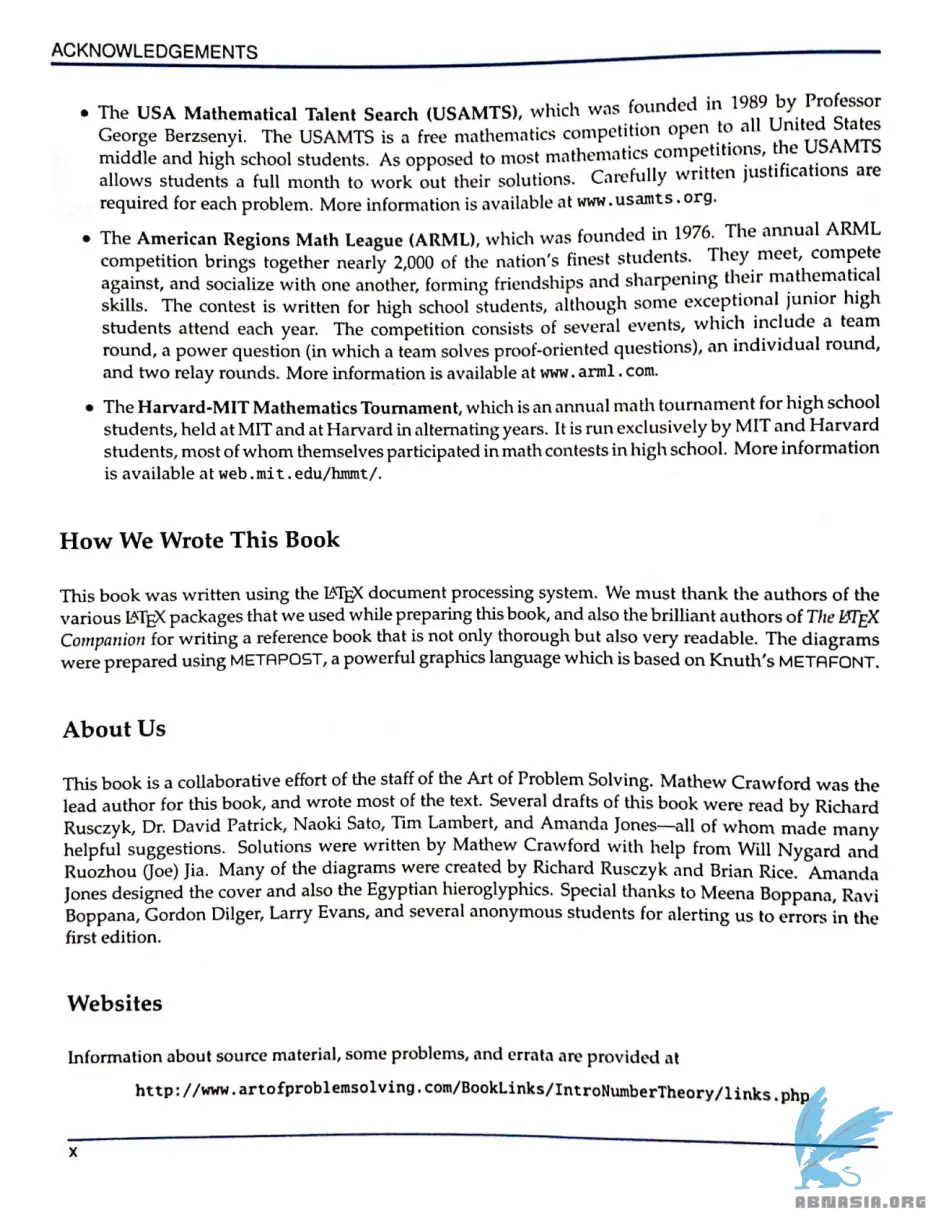 ACKNOWLEDGEMENTS
• The USA Mathematical Talent Search (USAMTS), which was founded in 1989 by Professor
George Berzsenyi. The USAMTS is a free mathematics competition open to all United States
middle and high school students. As opposed to most mathematics competitions, the USAMTS
allows students a full month to work out their solutions. Carefully written justifications are
required for each problem. More information is available at www.usamts.org.
• The American Regions Math League (ARML), which was founded in 1976. The annual ARML
competition brings together nearly 2,000 of the nation's finest students. They meet, compete
against, and socialize with one another, forming friendships and sharpening their mathematical
skills. The contest is written for high school students, although some exceptional junior high
students attend each year. The competition consists of several events, which include a team
round, a power question (in which a team solves proof-oriented questions), an individual round,
and two relay rounds. More information is available at www.arml.com.
• The Harvard-MIT Mathematics Tournament, which is an annual math tournament for high school
students, held at MIT and at Harvard in alternating years. It is run exclusively by MIT and Harvard
students, most of whom themselves participated in math contests in high school. More information
is available at web.mit.edu/hmmt/.
How We Wrote This Book
This book was written using the LATEX document processing system. We must thank the authors of the
various LATEX packages that we used while preparing this book, and also the brilliant authors of The LATEX
Companion for writing a reference book that is not only thorough but also very readable. The diagrams
were prepared using METAPOST, a powerful graphics language which is based on Knuth's METAFONT.
About Us
This book is a collaborative effort of the staff of the Art of Problem Solving. Mathew Crawford was the
lead author for this book, and wrote most of the text. Several drafts of this book were read by Richard
Rusczyk, Dr. David Patrick, Naoki Sato, Tim Lambert, and Amanda Jones—all of whom made many
helpful suggestions. Solutions were written by Mathew Crawford with help from Will Nygard and
Ruozhou (Joe) Jia. Many of the diagrams were created by Richard Rusczyk and Brian Rice. Amanda
Jones designed the cover and also the Egyptian hieroglyphics. Special thanks to Meena Boppana, Ravi
Boppana, Gordon Dilger, Larry Evans, and several anonymous students for alerting us to errors in the
first edition.
Websites
Information about source material, some problems, and errata are provided at
http://www.artofproblemsolving.com/BookLinks/IntroNumberTheory/links.php
x
ABNASIA.ORG